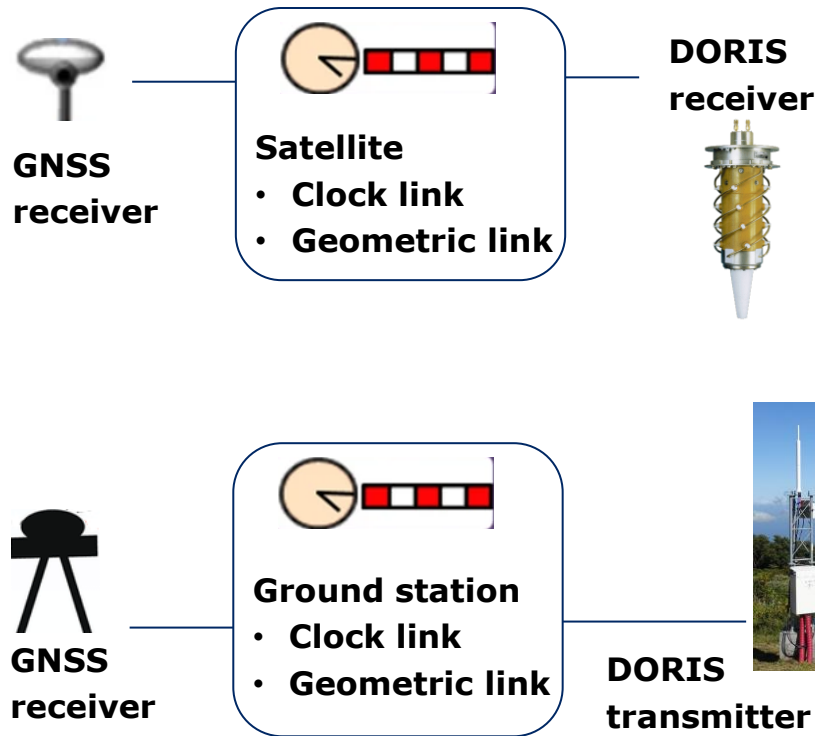 GNSS
receiver
Satellite
• Clock link
• Geometric link
DORIS
receiver
GNSS
receiver
Ground station
• Clock link
• Geometric link
DORIS
transmitter